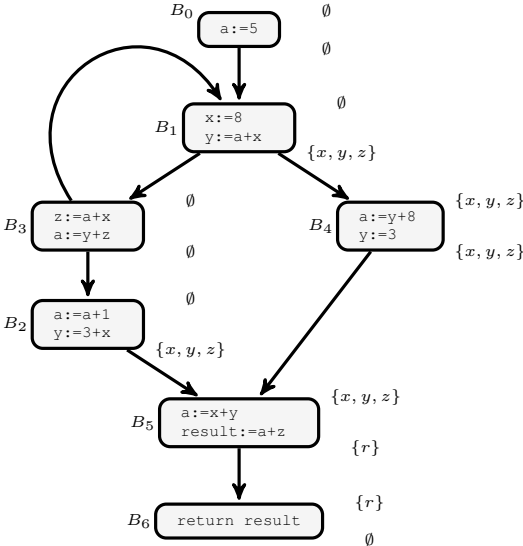 B₀
a:=5
∅
∅
∅
B₁
x:=8
y:=a+x
{x, y, z}
B₃
z:=a+x
a:=y+z
∅
∅
B₄
a:=y+8
y:=3
{x, y, z}
{x, y, z}
B₂
a:=a+1
y:=3+x
∅
{x, y, z}
B₅
a:=x+y
result:=a+z
{x, y, z}
{r}
B₆
return result
{r}
∅